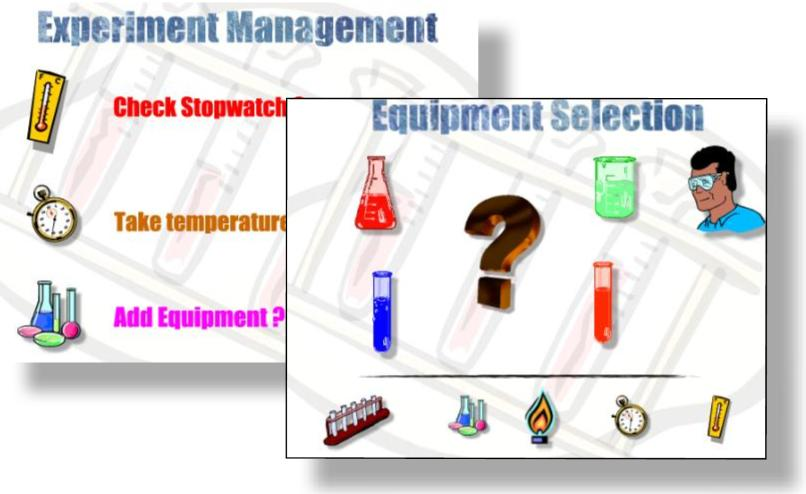 Experiment Management
Check Stopwatch
Take temperature
Add Equipment ?
Equipment Selection
?